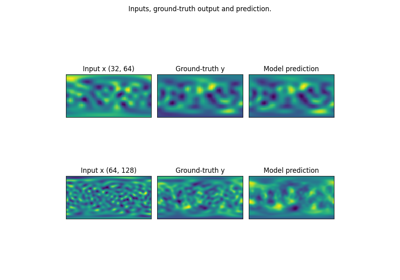 Inputs, ground-truth output and prediction.
Input x (32, 64)
Ground-truth y
Model prediction
Input x (64, 128)
Ground-truth y
Model prediction